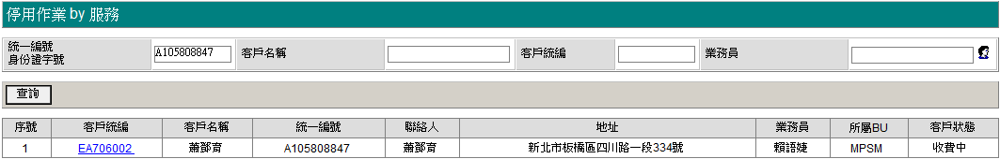 停用作業 by 服務
統一編號
身份證字號 A105808847 客戶名稱 客戶統編 業務員
查詢
序號 客戶統編 客戶名稱 統一編號 聯絡人 地址 業務員 所屬BU 客戶狀態
1 EA706002 蕭鄧育 A105808847 蕭鄧育 新北市板橋區四川路一段334號 賴語婕 MPSM 收費中